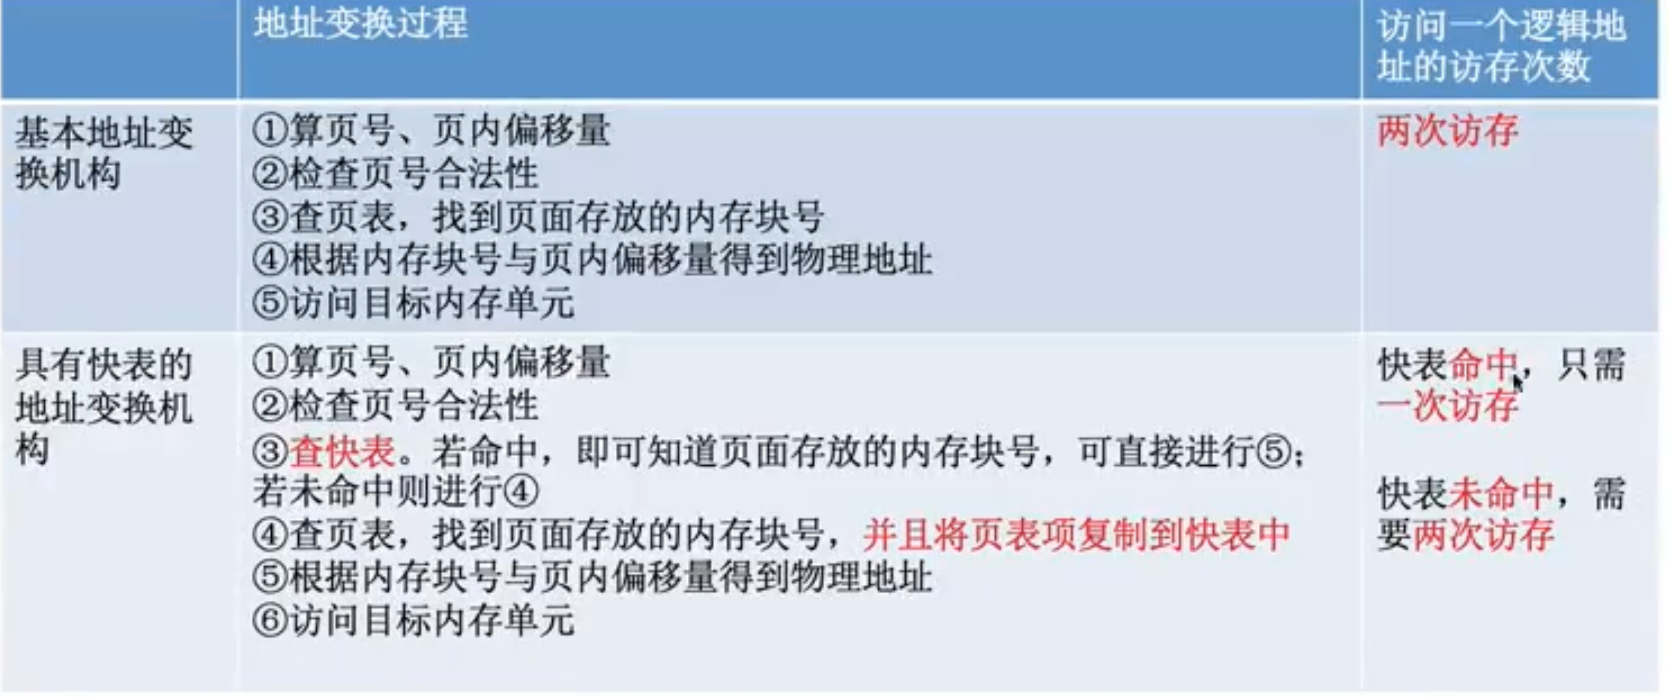 地址变换过程
访问一个逻辑地
址的访存次数
基本地址变
换机构
①算页号、页内偏移量
②检查页号合法性
③查页表，找到页面存放的内存块号
④根据内存块号与页内偏移量得到物理地址
⑤访问目标内存单元
两次访存
具有快表的
地址变换机
构
①算页号、页内偏移量
②检查页号合法性
③查快表。若命中，即可知道页面存放的内存块号，可直接进行⑤；
若未命中则进行④
④查页表，找到页面存放的内存块号，并且将页表项复制到快表中
⑤根据内存块号与页内偏移量得到物理地址
⑥访问目标内存单元
快表命中，只需
一次访存
快表未命中，需
要两次访存